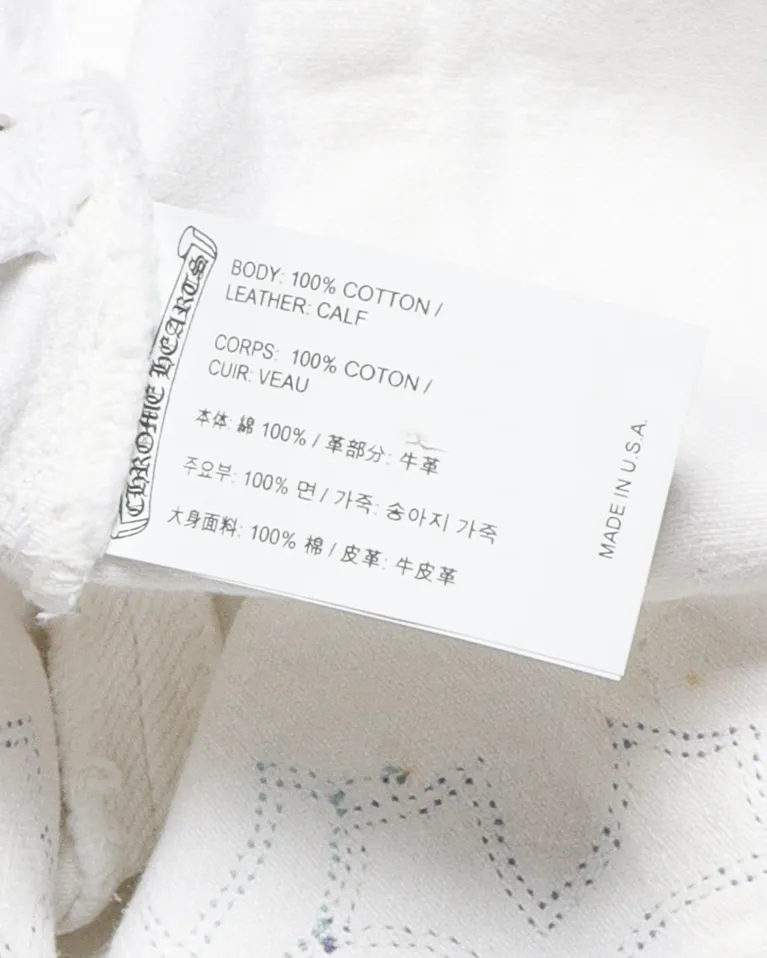 CHROME HEARTS
BODY: 100% COTTON /
LEATHER: CALF
CORPS: 100% COTON /
CUIR: VEAU
本体: 綿 100% / 革部分: 牛革
주요부: 100% 면 / 가죽: 송아지 가죽
大身面料: 100% 棉 / 皮革: 牛皮革
MADE IN U.S.A.